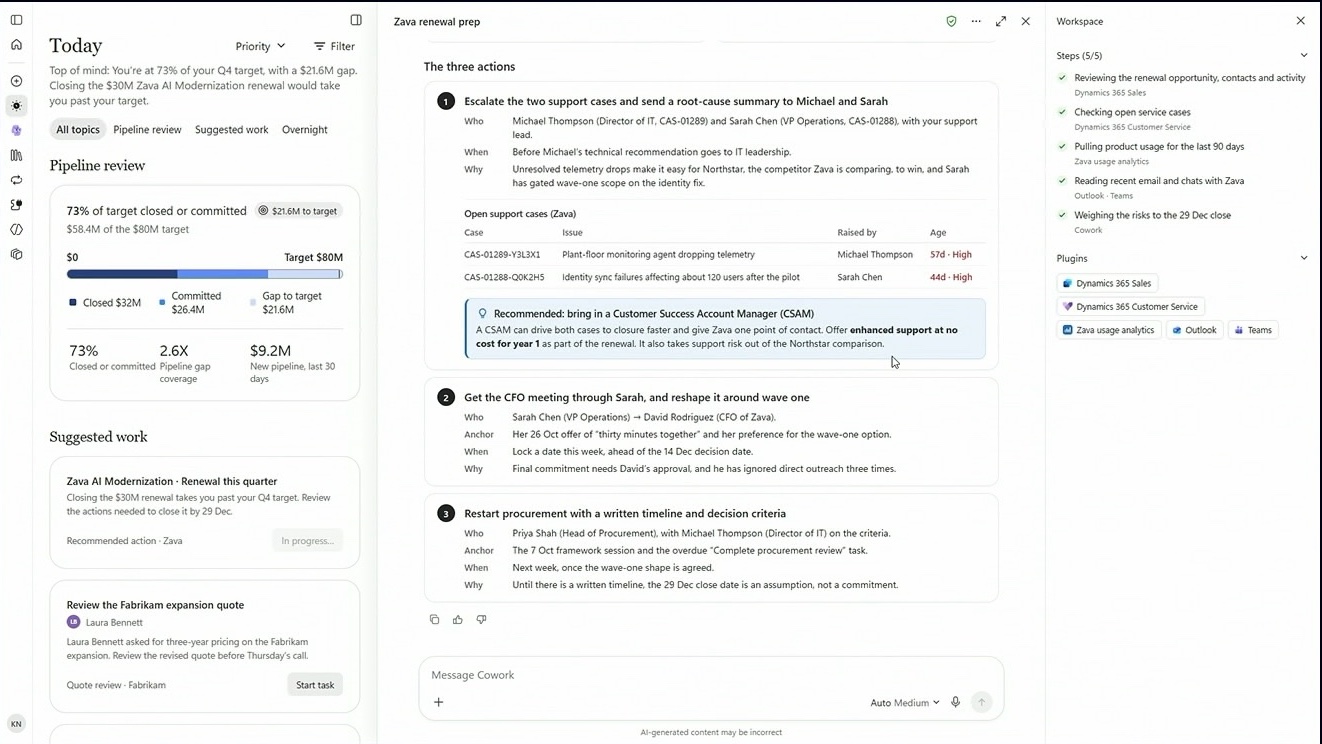 Today
Priority
Filter
Top of mind: You're at 73% of your Q4 target, with a $21.6M gap.
Closing the $30M Zava AI Modernization renewal would take
you past your target.
All topics
Pipeline review
Suggested work
Overnight
Pipeline review
73% of target closed or committed
$21.6M to target
$58.4M of the $80M target
$0
Target $80M
Closed $32M
Committed
$26.4M
Gap to target
$21.6M
73%
Closed or committed
2.6X
Pipeline gap
coverage
$9.2M
New pipeline, last 30
days
Suggested work
Zava AI Modernization · Renewal this quarter
Closing the $30M renewal takes you past your Q4 target. Review
the actions needed to close it by 29 Dec.
Recommended action · Zava
In progress...
Review the Fabrikam expansion quote
LB
Laura Bennett
Laura Bennett asked for three-year pricing on the Fabrikam
expansion. Review the revised quote before Thursday's call.
Quote review · Fabrikam
Start task
KN
Zava renewal prep
The three actions
1
Escalate the two support cases and send a root-cause summary to Michael and Sarah
Who
Michael Thompson (Director of IT, CAS-01289) and Sarah Chen (VP Operations, CAS-01288), with your support
lead.
When
Before Michael's technical recommendation goes to IT leadership.
Why
Unresolved telemetry drops make it easy for Northstar, the competitor Zava is comparing, to win, and Sarah
has gated wave-one scope on the identity fix.
Open support cases (Zava)
Case
Issue
Raised by
Age
CAS-01289-Y3L3X1
Plant-floor monitoring agent dropping telemetry
Michael Thompson
57d · High
CAS-01288-Q0K2H5
Identity sync failures affecting about 120 users after the pilot
Sarah Chen
44d · High
Recommended: bring in a Customer Success Account Manager (CSAM)
A CSAM can drive both cases to closure faster and give Zava one point of contact. Offer enhanced support at no
cost for year 1 as part of the renewal. It also takes support risk out of the Northstar comparison.
2
Get the CFO meeting through Sarah, and reshape it around wave one
Who
Sarah Chen (VP Operations) → David Rodriguez (CFO of Zava).
Anchor
Her 26 Oct offer of "thirty minutes together" and her preference for the wave-one option.
When
Lock a date this week, ahead of the 14 Dec decision date.
Why
Final commitment needs David's approval, and he has ignored direct outreach three times.
3
Restart procurement with a written timeline and decision criteria
Who
Priya Shah (Head of Procurement), with Michael Thompson (Director of IT) on the criteria.
Anchor
The 7 Oct framework session and the overdue "Complete procurement review" task.
When
Next week, once the wave-one shape is agreed.
Why
Until there is a written timeline, the 29 Dec close date is an assumption, not a commitment.
Message Cowork
Auto Medium
AI-generated content may be incorrect
Workspace
Steps (5/5)
Reviewing the renewal opportunity, contacts and activity
Dynamics 365 Sales
Checking open service cases
Dynamics 365 Customer Service
Pulling product usage for the last 90 days
Zava usage analytics
Reading recent email and chats with Zava
Outlook · Teams
Weighing the risks to the 29 Dec close
Cowork
Plugins
Dynamics 365 Sales
Dynamics 365 Customer Service
Zava usage analytics
Outlook
Teams